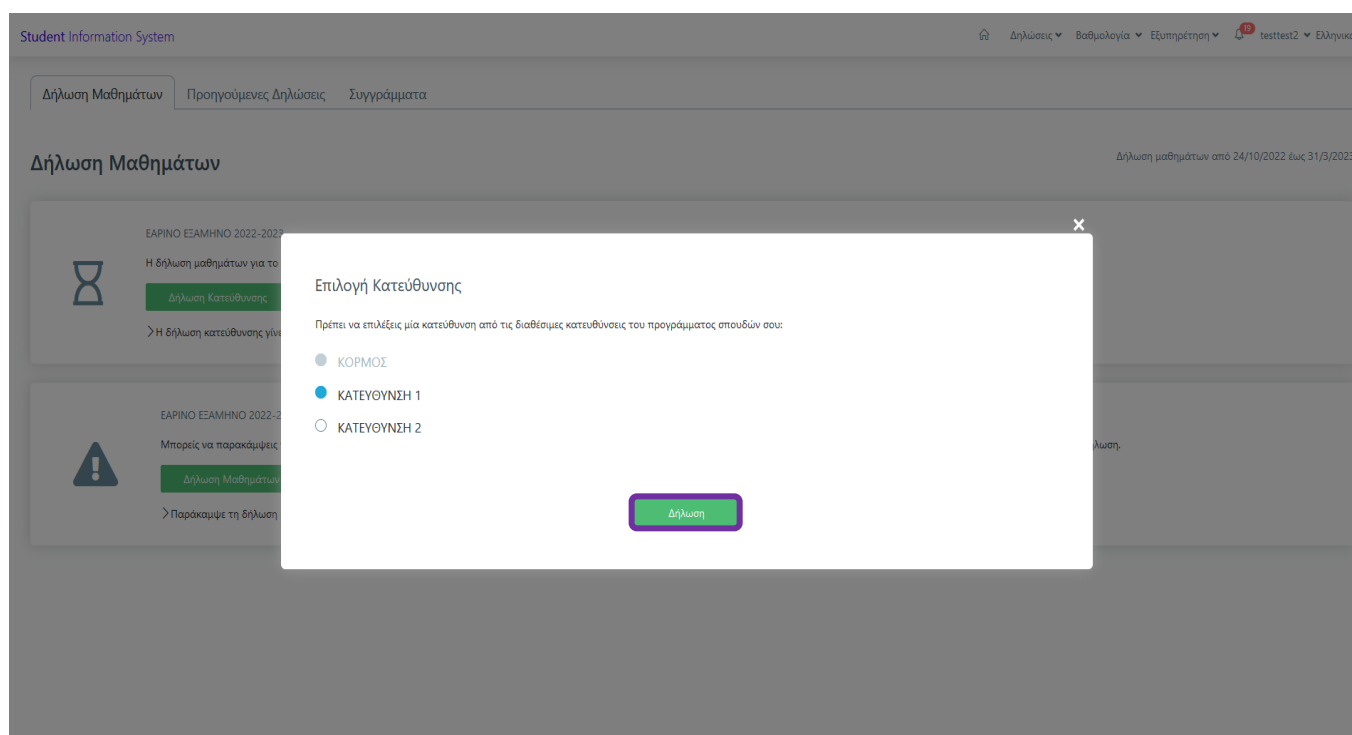 Student Information System
Δηλώσεις Βαθμολογία Εξυπηρέτηση 19 testtest2
Δήλωση Μαθημάτων Προηγούμενες Δηλώσεις Συγγράμματα
Δήλωση Μαθημάτων
Δήλωση μαθημάτων από 24/10/2022 έως 31/3/2023
ΕΑΡΙΝΟ ΕΞΑΜΗΝΟ 2022-2023
Η δήλωση μαθημάτων για το
Δήλωση Κατεύθυνσης
Η δήλωση κατεύθυνσης
Επιλογή Κατεύθυνσης
Πρέπει να επιλέξεις μία κατεύθυνση από τις διαθέσιμες κατευθύνσεις του προγράμματος σπουδών σου:
ΚΟΡΜΟΣ
ΚΑΤΕΥΘΥΝΣΗ 1
ΚΑΤΕΥΘΥΝΣΗ 2
Δήλωση
ΕΑΡΙΝΟ ΕΞΑΜΗΝΟ 2022-2
Μπορείς να παρακάμψεις
Δήλωση Μαθημάτων
Παράκαμψε τη δήλωση